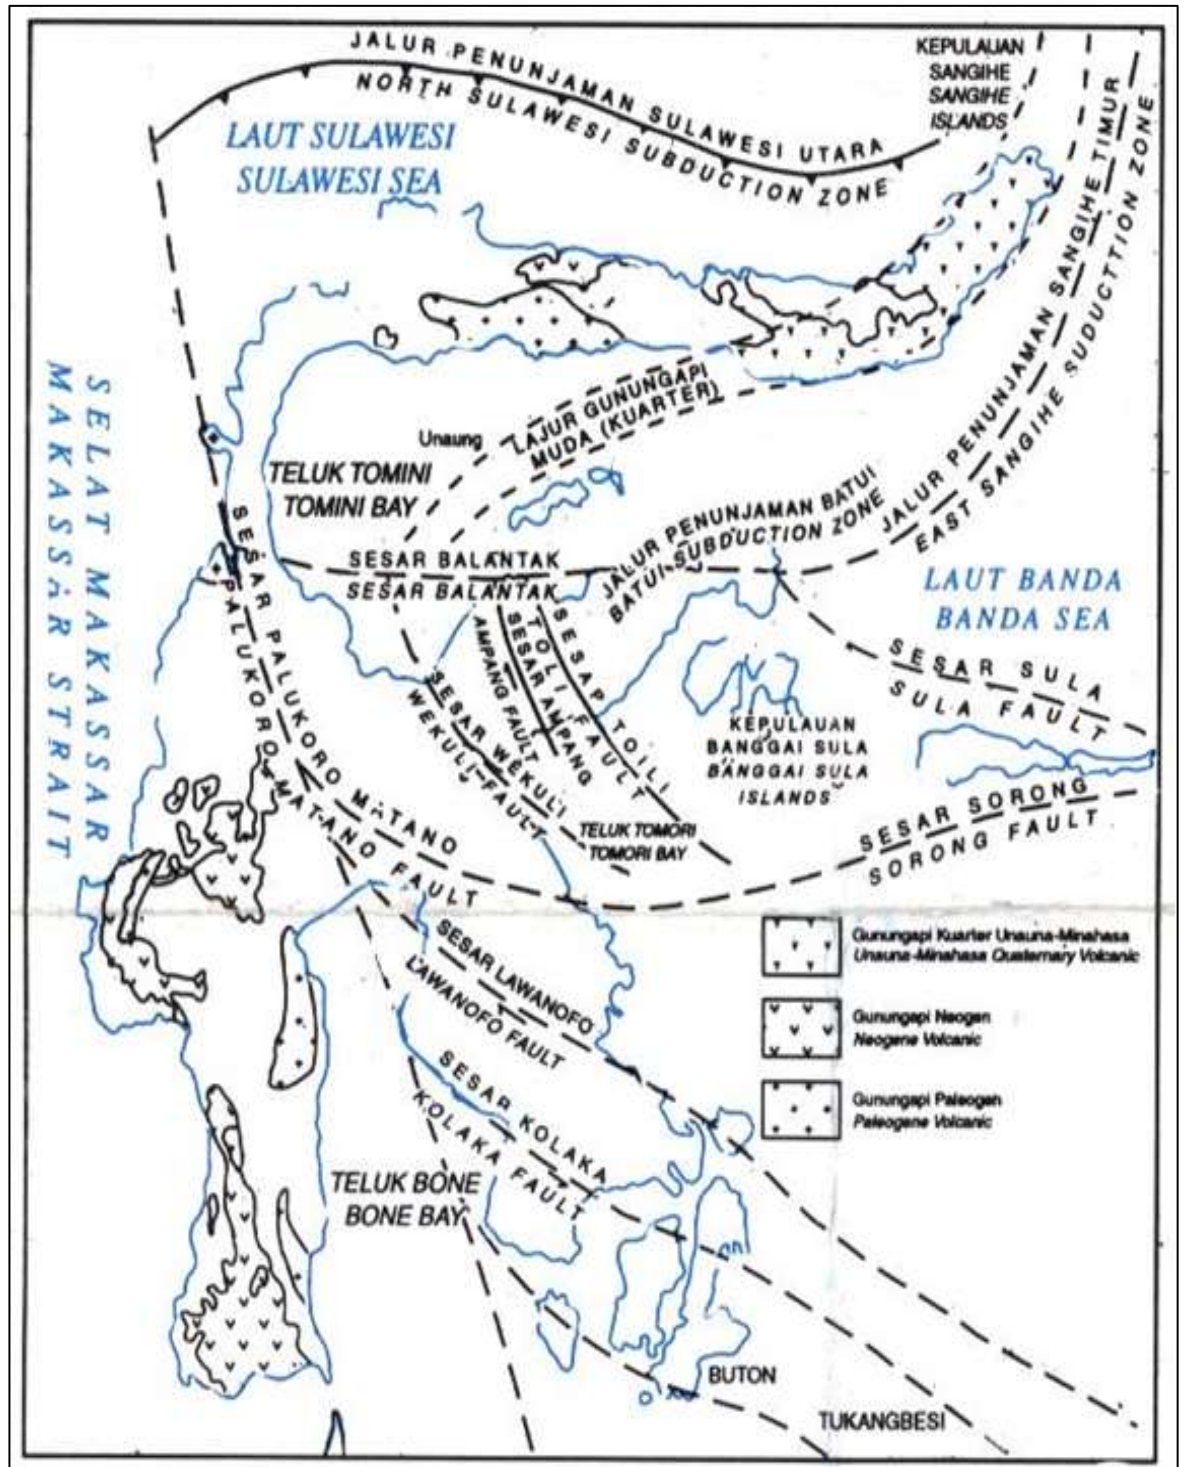 JALUR PENUNJAMAN SULAWESI UTARA
NORTH SULAWESI SUBDUCTION ZONE
KEPULAUAN
SANGIHE
SANGIHE
ISLANDS
LAUT SULAWESI
SULAWESI SEA
JALUR PENUNJAMAN SANGIHE TIMUR
EAST SANGIHE SUDUCTTION ZONE
SELAT MAKASSAR
MAKASSAR STRAIT
Unaung
LAJUR GUNUNGAPI
MUDA (KUARTER)
TELUK TOMINI
TOMINI BAY
JALUR PENUNJAMAN BATUI
BATUI SUBDUCTION ZONE
SESAR BALANTAK
SESAR BALANTAK
LAUT BANDA
BANDA SEA
SESAR PALUKORO MATANO
PALUKORO MATANO FAULT
SESAP TOILI
TOLI FAULT
SESAR AMPANG
AMPANG FAULT
SESAR WEKULI
WEKULI-FAULT
SESAR SULA
SULA FAULT
KEPULAUAN
BANGGAI SULA
BANGGAI SULA
ISLANDS
TELUK TOMORI
TOMORI BAY
SESAR SORONG
SORONG FAULT
SESAR LAWANOFO
LAWANOFO FAULT
Gunungapi Kuarter Unauna-Minahasa
Unauna-Minahasa Quaternary Volcanic
Gunungapi Neogen
Neogene Volcanic
Gunungapi Paleogen
Paleogene Volcanic
SESAR KOLAKA
KOLAKA FAULT
TELUK BONE
BONE BAY
BUTON
TUKANGBESI